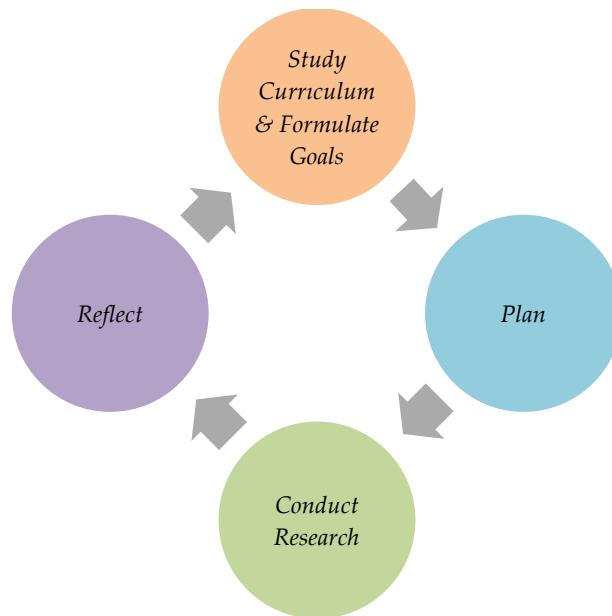 Study
Curriculum
& Formulate
Goals
Plan
Conduct
Research
Reflect